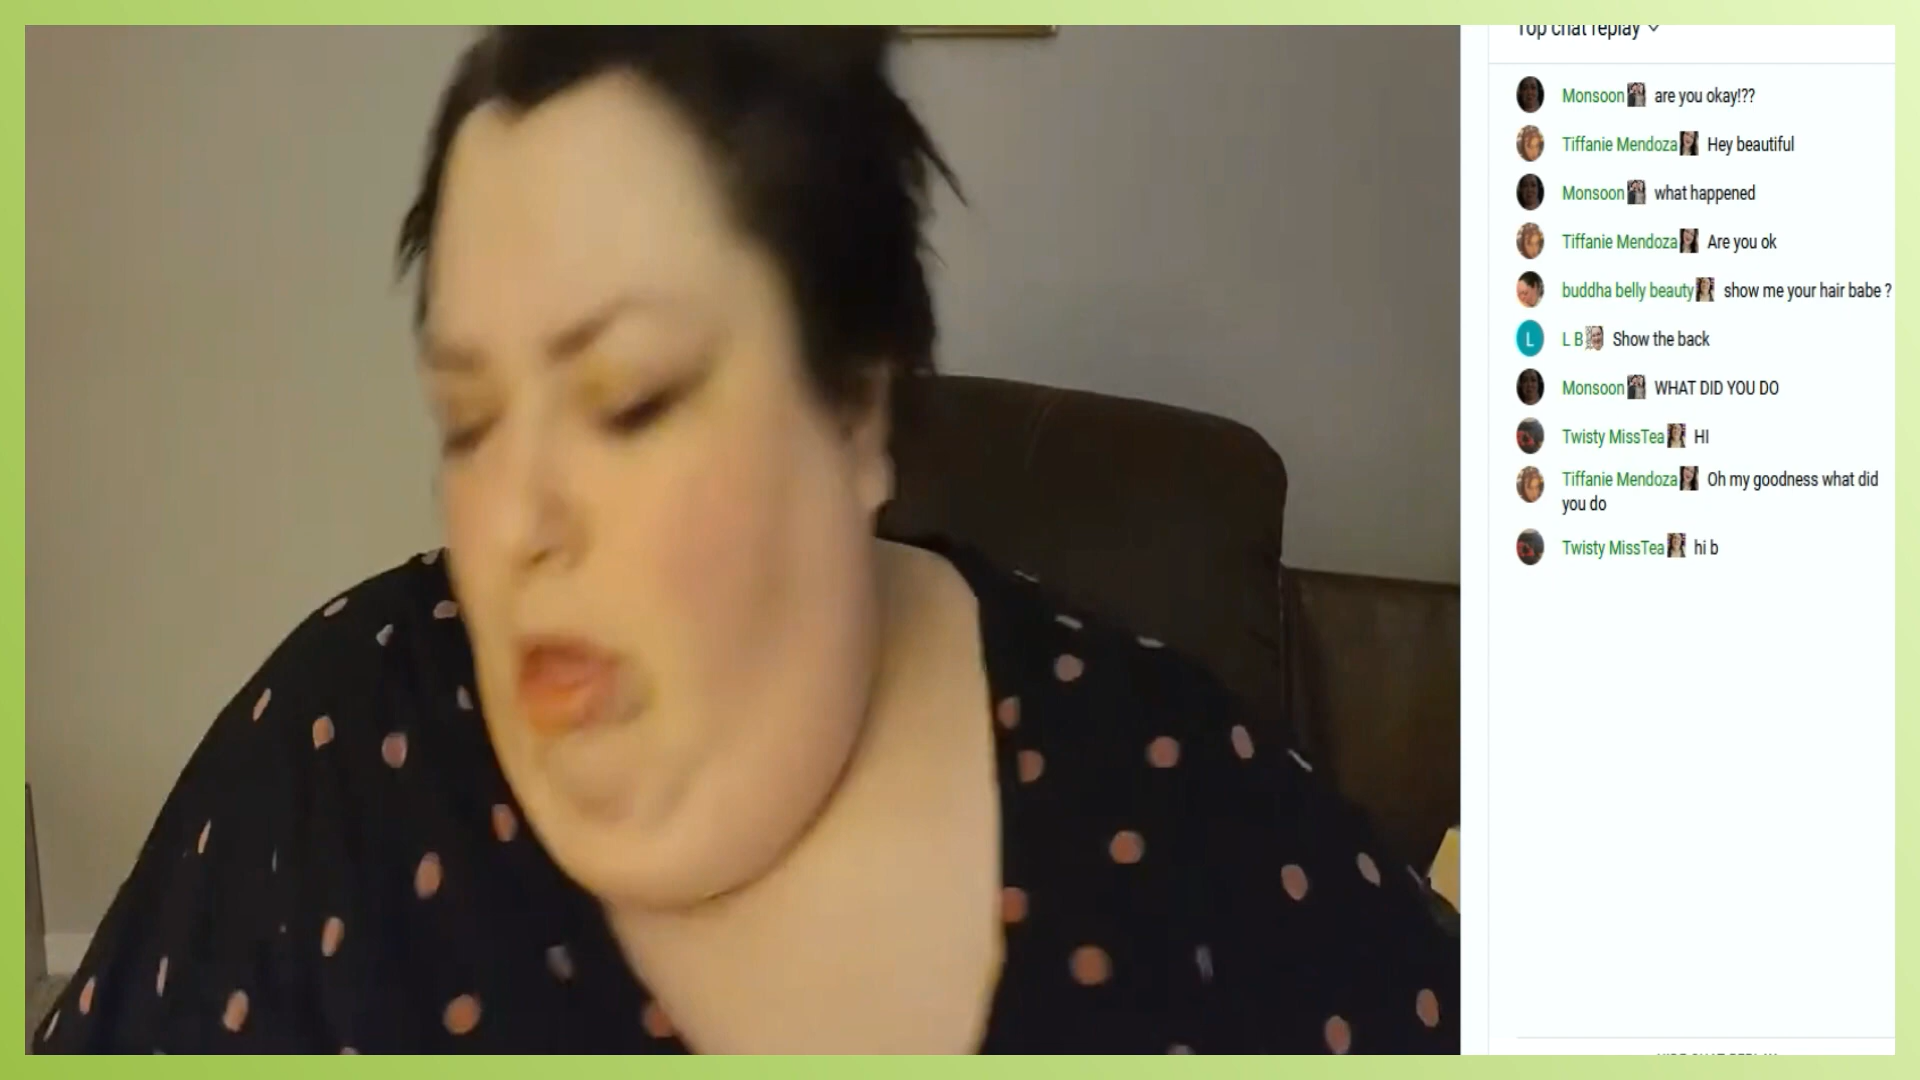 Top chat replay
Monsoon are you okay!??
Tiffanie Mendoza Hey beautiful
Monsoon what happened
Tiffanie Mendoza Are you ok
buddha belly beauty show me your hair babe ?
L
L B Show the back
Monsoon WHAT DID YOU DO
Twisty MissTea HI
Tiffanie Mendoza Oh my goodness what did
you do
Twisty MissTea hi b